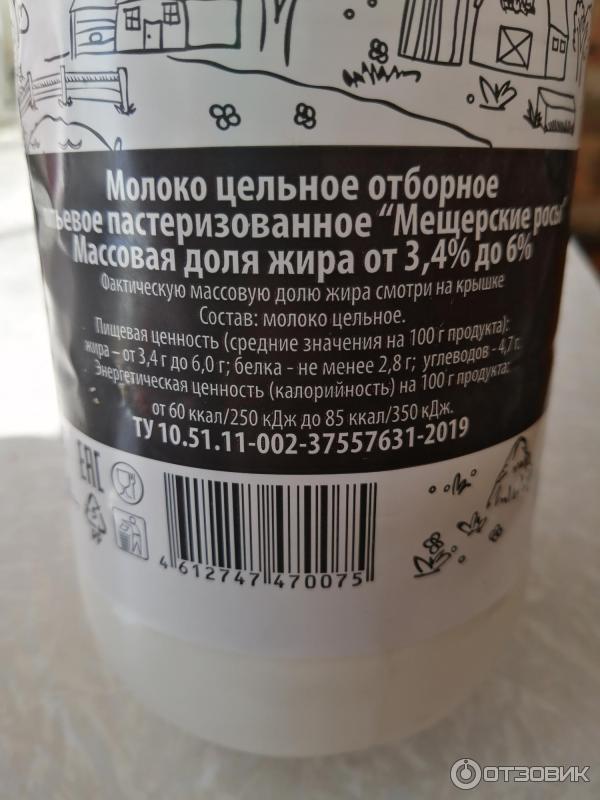 Молоко цельное отборное
питьевое пастеризованное “Мещерские росы”
Массовая доля жира от 3,4% до 6%
Фактическую массовую долю жира смотри на крышке
Состав: молоко цельное.
Пищевая ценность (средние значения на 100 г продукта):
жира – от 3,4 г до 6,0 г; белка - не менее 2,8 г; углеводов - 4,7 г.
Энергетическая ценность (калорийность) на 100 г продукта:
от 60 ккал/250 кДж до 85 ккал/350 кДж.
ТУ 10.51.11-002-37557631-2019
EAC
4 612747 470075
ОТЗОВИК